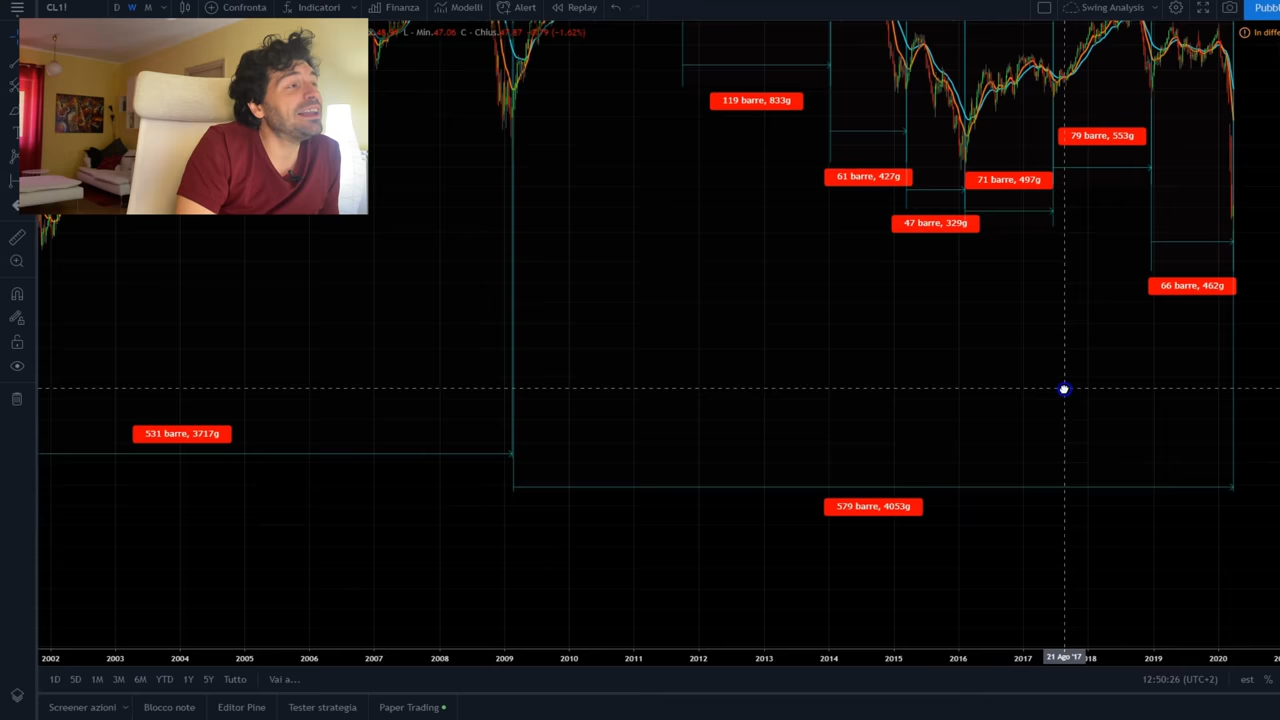 CL1! D W M Confronta Indicatori Finanza Modelli Alert Replay Swing Analysis
L - Min.47.06 C - Chius. (-1.62%)
119 barre, 833g
79 barre, 553g
61 barre, 427g
71 barre, 497g
47 barre, 329g
66 barre, 462g
531 barre, 3717g
579 barre, 4053g
2002 2003 2004 2005 2006 2007 2008 2009 2010 2011 2012 2013 2014 2015 2016 2017 21 Ago '17 2019 2020
1D 5D 1M 3M 6M YTD 1Y 5Y Tutto Vai a... 12:50:26 (UTC+2) est %
Screener azioni Blocco note Editor Pine Tester strategia Paper Trading